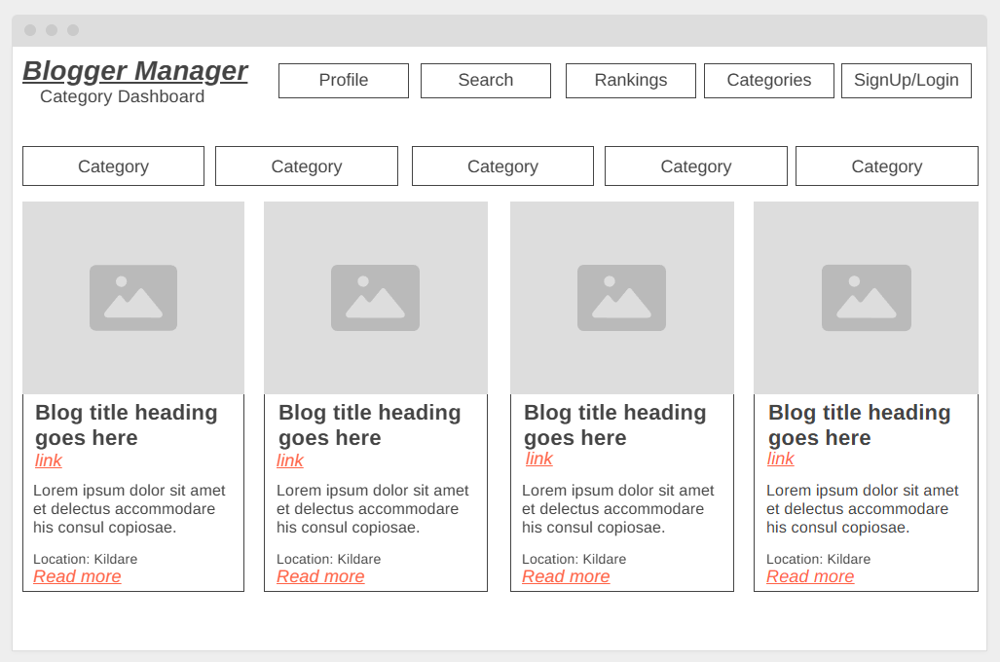 Blogger Manager
Category Dashboard
Profile
Search
Rankings
Categories
SignUp/Login
Category
Category
Category
Category
Category
Blog title heading
goes here
link
Lorem ipsum dolor sit amet
et delectus accommodare
his consul copiosae.
Location: Kildare
Read more
Blog title heading
goes here
link
Lorem ipsum dolor sit amet
et delectus accommodare
his consul copiosae.
Location: Kildare
Read more
Blog title heading
goes here
link
Lorem ipsum dolor sit amet
et delectus accommodare
his consul copiosae.
Location: Kildare
Read more
Blog title heading
goes here
link
Lorem ipsum dolor sit amet
et delectus accommodare
his consul copiosae.
Location: Kildare
Read more